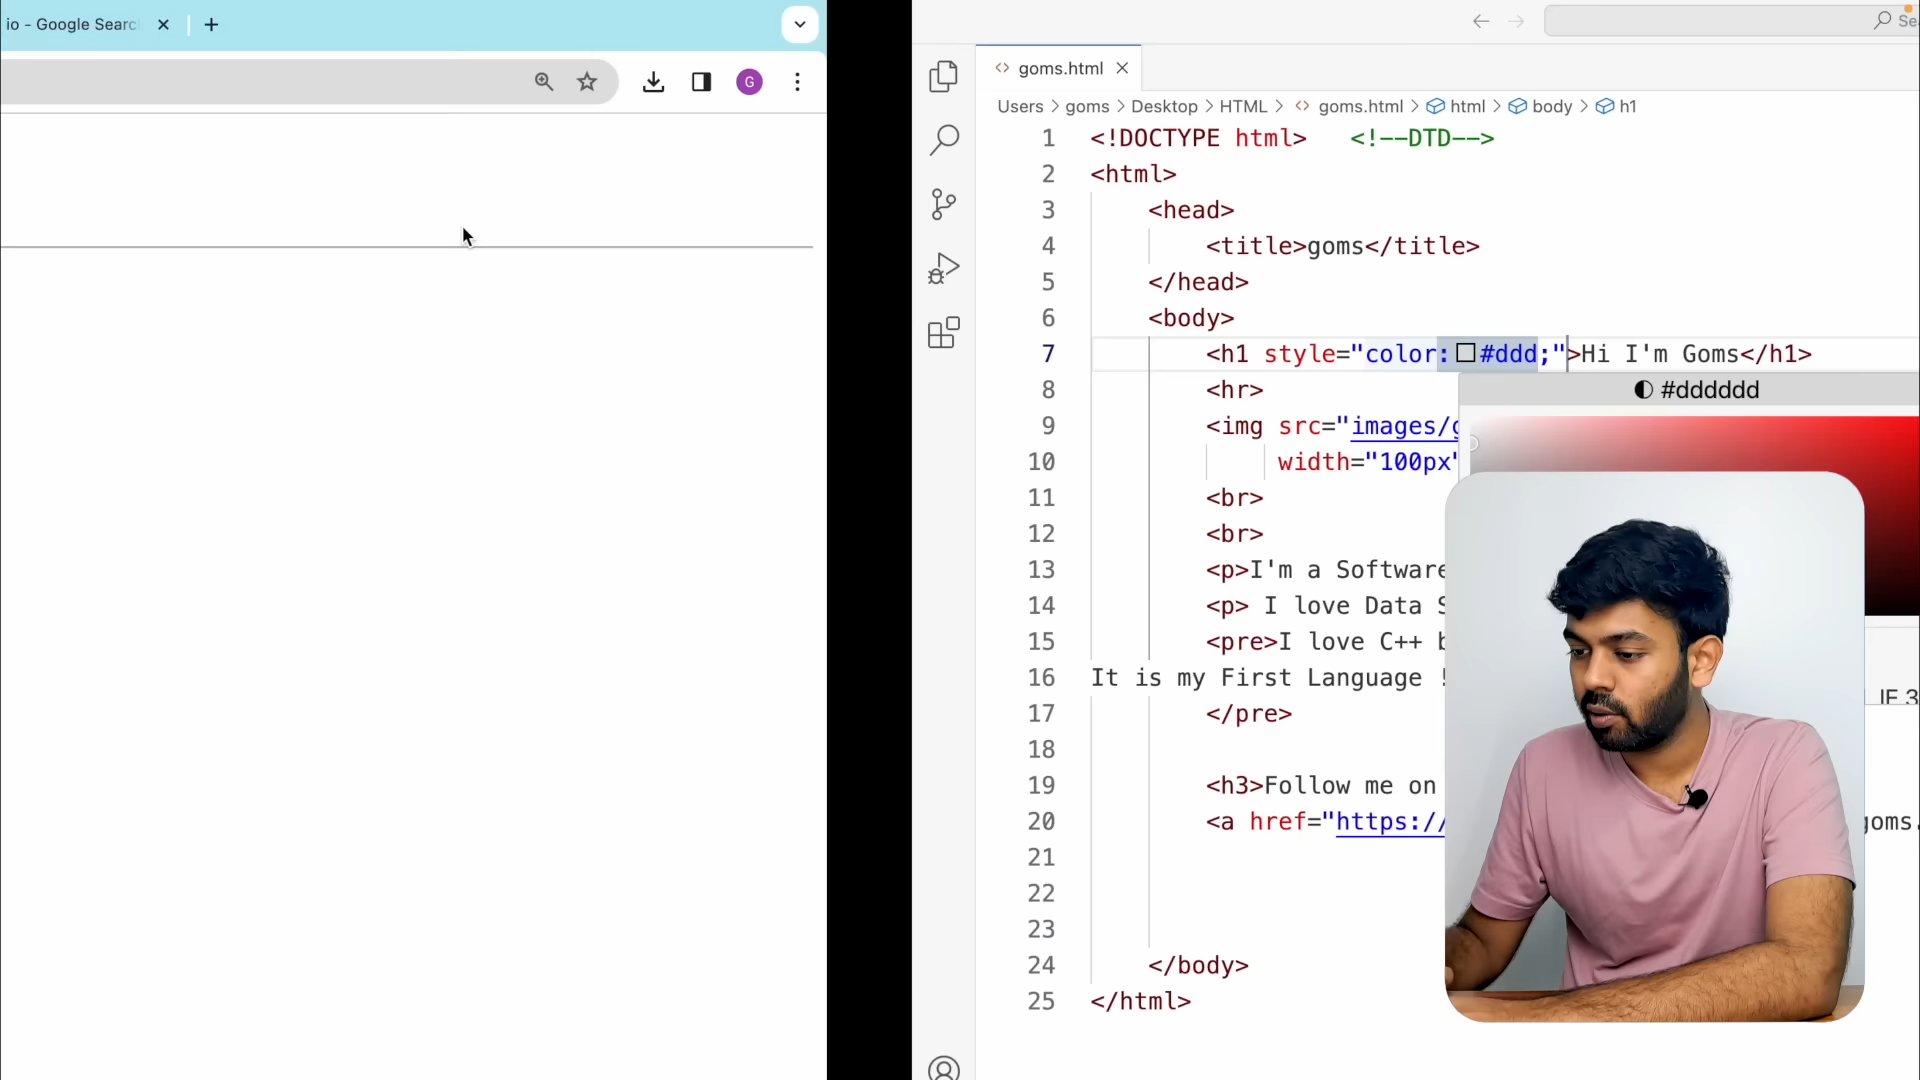 io - Google Searc
G
Se
goms.html
Users > goms > Desktop > HTML > <> goms.html > html > body > h1
1 <!DOCTYPE html> <!--DTD-->
2 <html>
3 <head>
4 <title>goms</title>
5 </head>
6 <body>
7 <h1 style="color: #ddd;">Hi I'm Goms</h1>
#dddddd
8 <hr>
9 <img src="images/g
10 width="100px"
11 <br>
12 <br>
13 <p>I'm a Software
14 <p> I love Data S
15 <pre>I love C++ b
16 It is my First Language !
IF 3
17 </pre>
18
19 <h3>Follow me on
20 <a href="https:// goms.
21
22
23
24 </body>
25 </html>